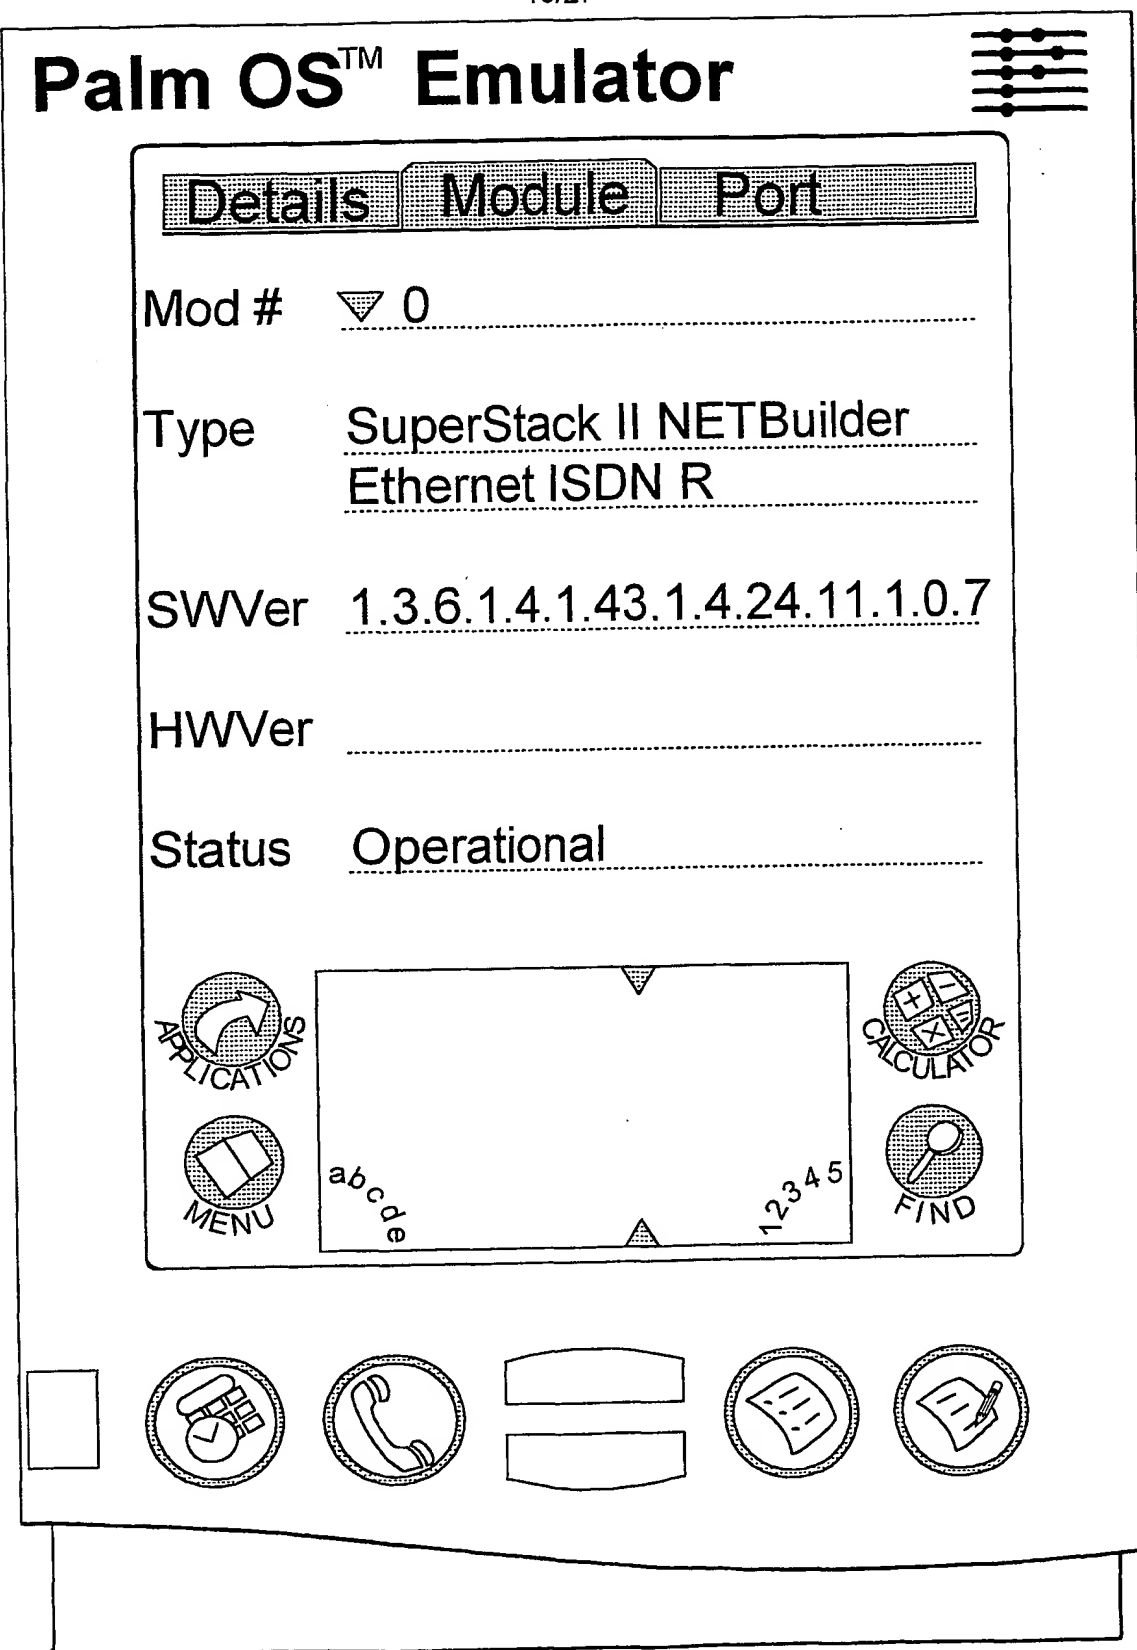 Palm OS™ Emulator
Details Module Port
Mod # 0
Type SuperStack II NETBuilder
Ethernet ISDN R
SWVer 1.3.6.1.4.1.43.1.4.24.11.1.0.7
HWVer
Status Operational
APPLICATIONS
CALCULATOR
MENU
abcde
12345
FIND